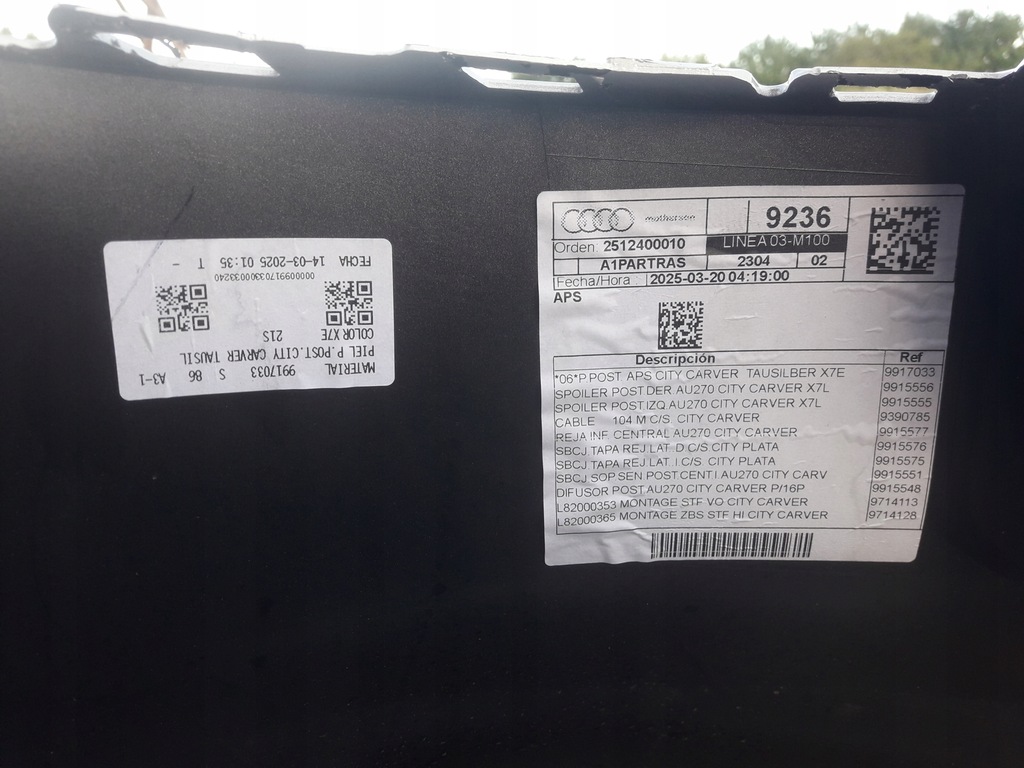 MATERIAL 9917033 S 86 A3-1
PIEL P.POST.CITY CARVER TAUSIL
COLOR X7E 21S
00000991703300033240
FECHA 14-03-2025 01:35 T -
motherson 9236
Orden: 2512400010 LINEA 03-M100
A1PARTRAS 2304 02
Fecha/Hora 2025-03-20 04:19:00
APS
Descripción Ref
*06*P POST APS CITY CARVER TAUSILBER X7E 9917033
SPOILER POST DER.AU270 CITY CARVER X7L 9915556
SPOILER POST IZQ.AU270 CITY CARVER X7L 9915555
CABLE 104 M C/S. CITY CARVER 9390785
REJA INF. CENTRAL AU270 CITY CARVER 9915577
SBCJ.TAPA REJ.LAT. D C/S CITY PLATA 9915576
SBCJ.TAPA REJ.LAT. I C/S. CITY PLATA 9915575
SBCJ.SOP SEN POST.CENT I AU270 CITY CARV 9915551
DIFUSOR POST AU270 CITY CARVER P/16P 9915548
L82000353 MONTAGE STF VO CITY CARVER 9714113
L82000365 MONTAGE ZBS STF HI CITY CARVER 9714128